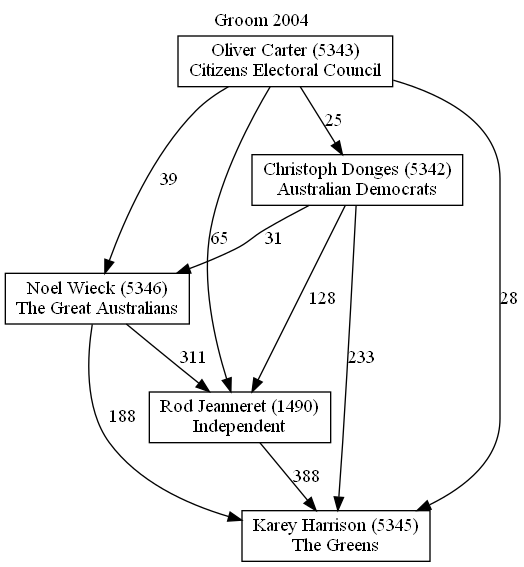 Groom 2004
Oliver Carter (5343)
Citizens Electoral Council
25
Christoph Donges (5342)
Australian Democrats
39
65
31
Noel Wieck (5346)
The Great Australians
128
28
311
233
188
Rod Jeanneret (1490)
Independent
388
Karey Harrison (5345)
The Greens